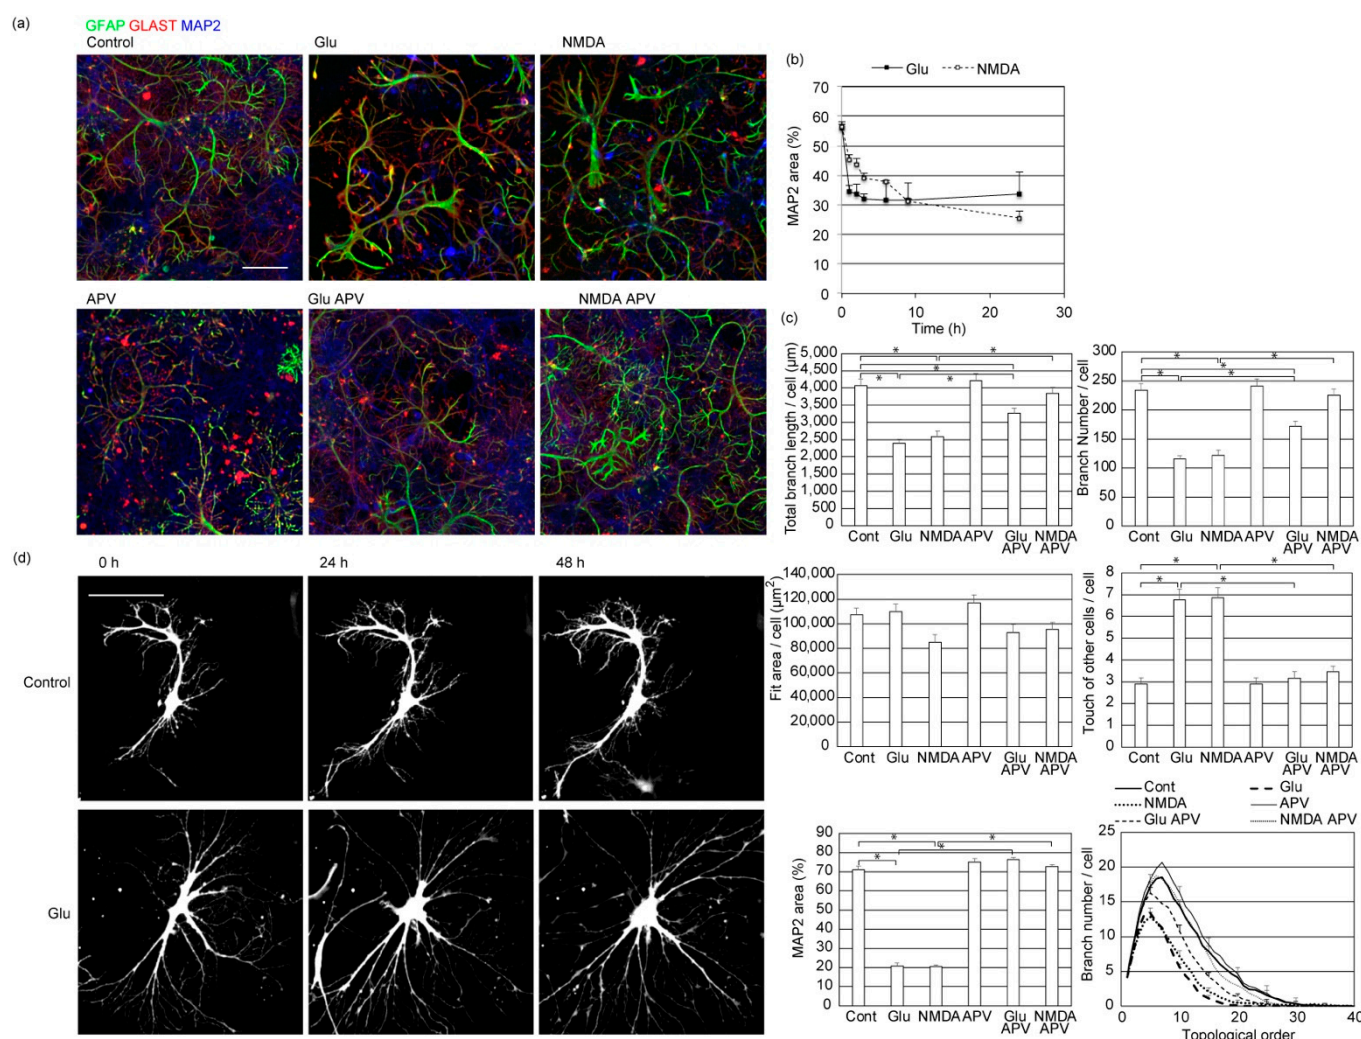 (a)
GFAP GLAST MAP2
Control
Glu
NMDA
APV
Glu APV
NMDA APV
(b)
Glu
NMDA
MAP2 area (%)
70
60
50
40
30
20
30
0
0
10
20
30
Time (h)
(c)
Total branch length / cell (µm)
5,000
4,500
4,000
3,500
3,000
2,500
2,000
1,500
1,000
500
0
* *
*
* *
Cont Glu NMDA APV Glu APV NMDA APV
Branch Number / cell
300
250
200
150
100
50
0
* *
*
* *
Cont Glu NMDA APV Glu APV NMDA APV
Fit area / cell (µm²)
140,000
120,000
100,000
80,000
60,000
40,000
20,000
0
Cont Glu NMDA APV Glu APV NMDA APV
Touch of other cells / cell
8
7
6
5
4
3
2
1
0
* *
* *
Cont Glu NMDA APV Glu APV NMDA APV
MAP2 area (%)
90
80
70
60
50
40
30
20
10
0
* *
* *
Cont Glu NMDA APV Glu APV NMDA APV
Cont Glu
NMDA APV
Glu APV NMDA APV
Branch number / cell
25
20
15
10
5
0
0 10 20 30 40
Topological order
(d)
0 h
24 h
48 h
Control
Glu